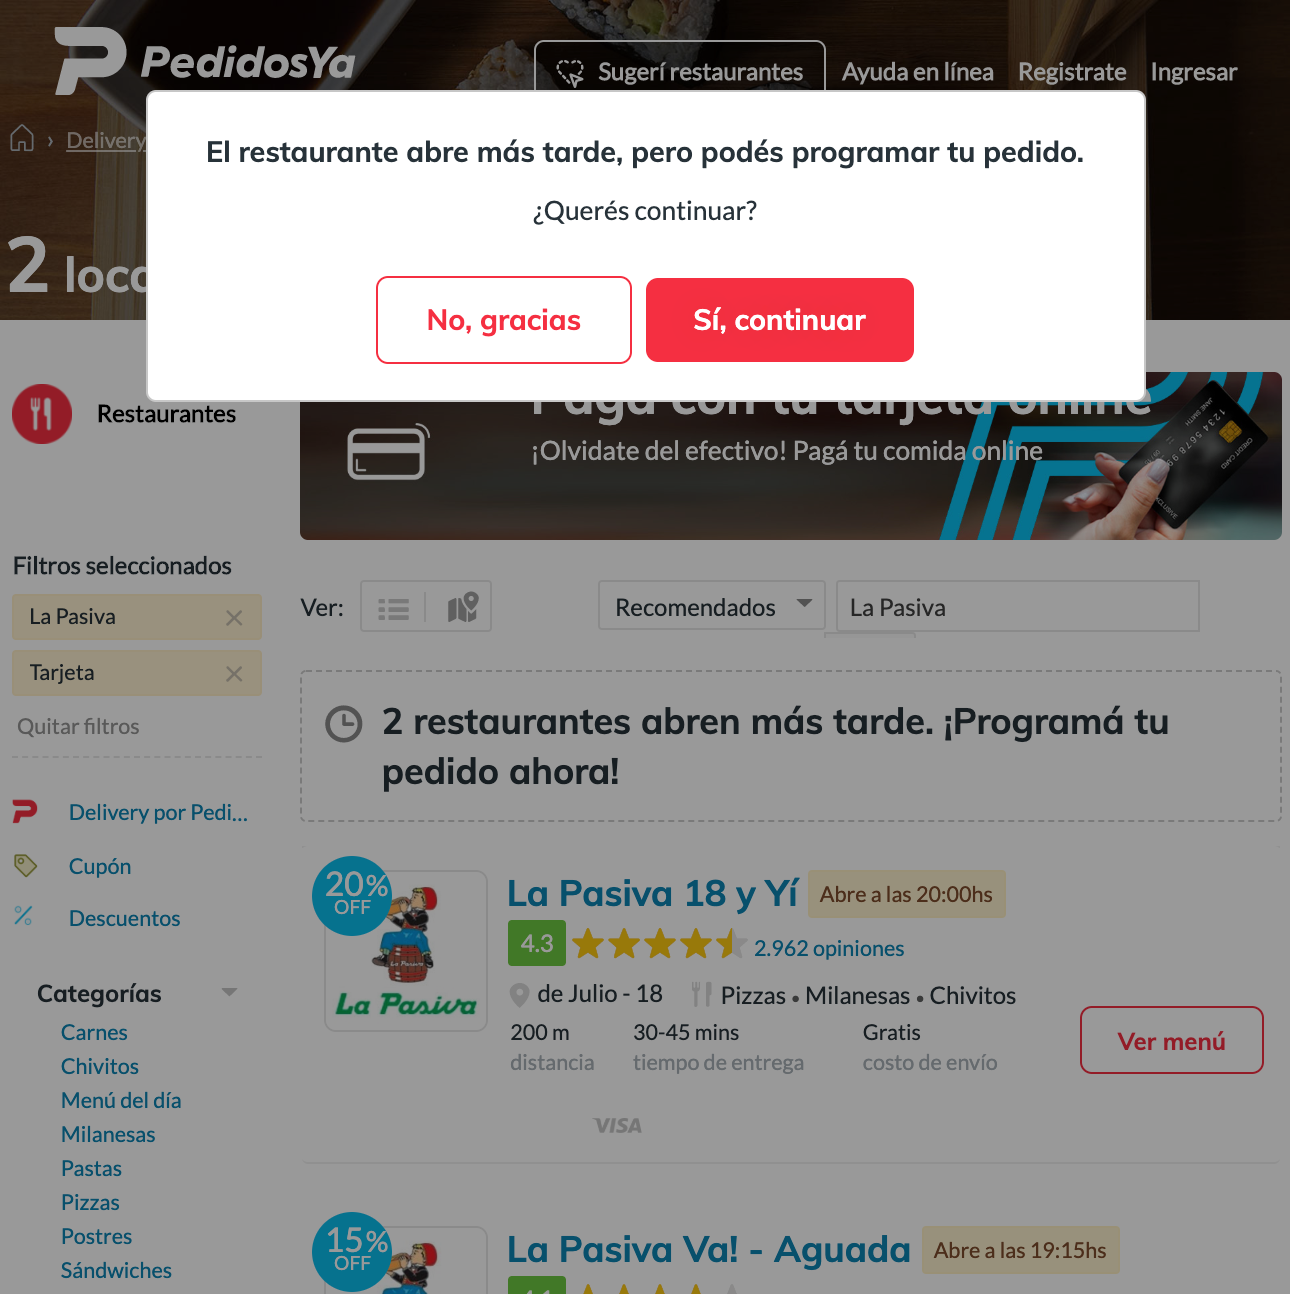 PedidosYa
Sugerí restaurantes
Ayuda en línea
Registrate
Ingresar
Delivery
El restaurante abre más tarde, pero podés programar tu pedido.
¿Querés continuar?
No, gracias
Sí, continuar
2
Restaurantes
Pagá con tu tarjeta online
¡Olvidate del efectivo! Pagá tu comida online
Filtros seleccionados
La Pasiva
Tarjeta
Quitar filtros
Delivery por Pedi...
Cupón
Descuentos
Categorías
Carnes
Chivitos
Menú del día
Milanesas
Pastas
Pizzas
Postres
Sándwiches
Ver:
Recomendados
La Pasiva
2 restaurantes abren más tarde. ¡Programá tu
pedido ahora!
20%
OFF
La Pasiva
La Pasiva 18 y Yí
Abre a las 20:00hs
4.3
2.962 opiniones
de Julio - 18
Pizzas • Milanesas • Chivitos
200 m
30-45 mins
Gratis
distancia
tiempo de entrega
costo de envío
Ver menú
VISA
15%
OFF
La Pasiva Va! - Aguada
Abre a las 19:15hs